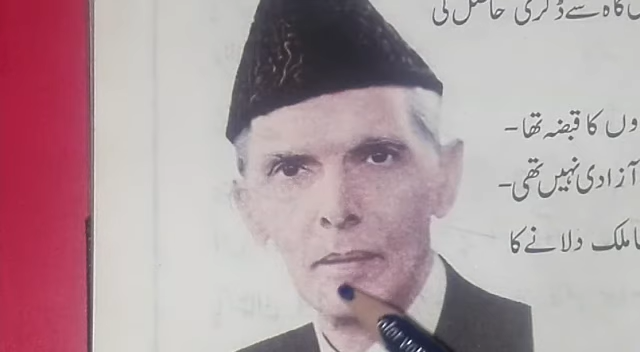 گاہ سے ڈگری حاصل کی
وں کا قبضہ تھا۔
آزادی نہیں تھی۔
ملک دلانے کا